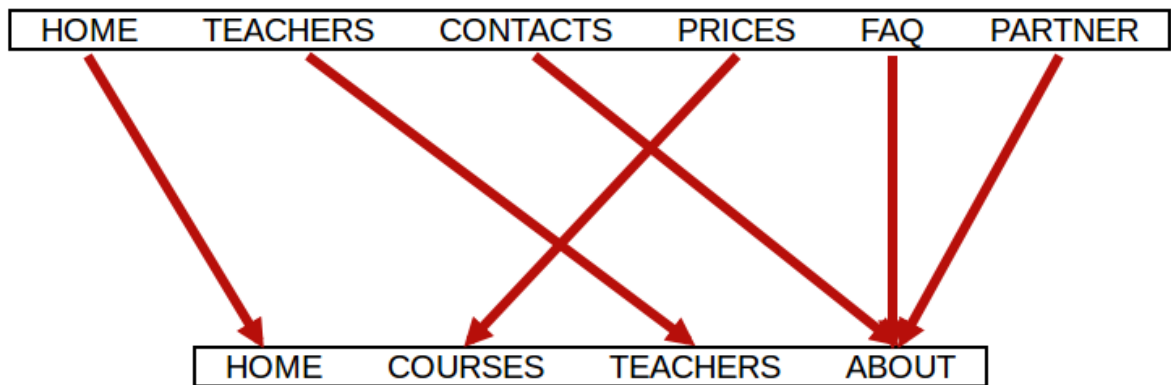 HOME TEACHERS CONTACTS PRICES FAQ PARTNER
HOME COURSES TEACHERS ABOUT